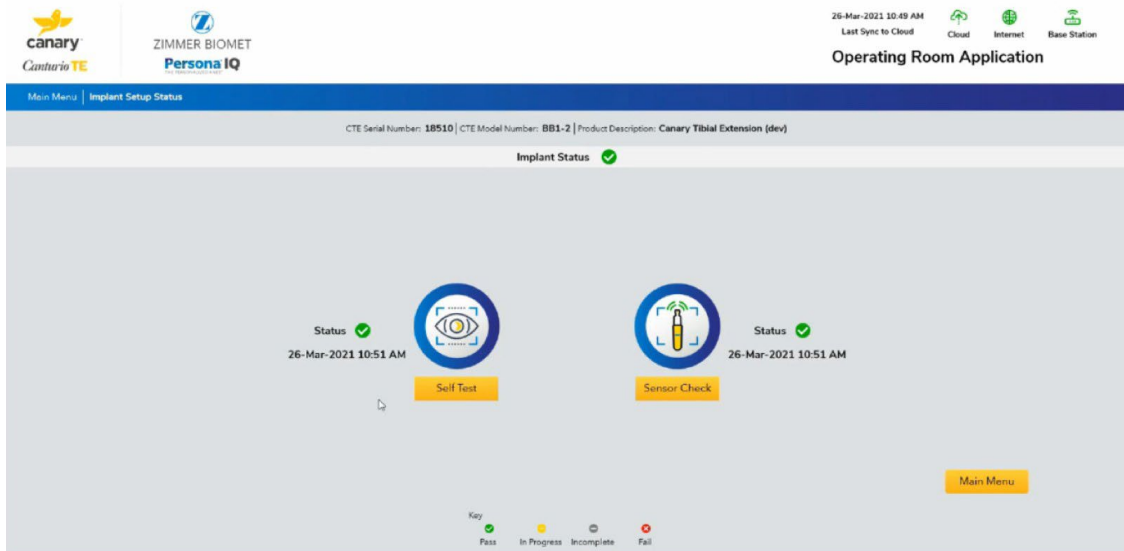 canary
Canturio TE
ZIMMER BIOMET
Persona IQ
26-Mar-2021 10:49 AM
Last Sync to Cloud
Cloud
Internet
Base Station
Operating Room Application
Main Menu | Implant Setup Status
CTE Serial Number: 18510 | CTE Model Number: BB1-2 | Product Description: Canary Tibial Extension (dev)
Implant Status
Status
26-Mar-2021 10:51 AM
Self Test
Status
26-Mar-2021 10:51 AM
Sensor Check
Main Menu
Key
Pass
In Progress
Incomplete
Fail